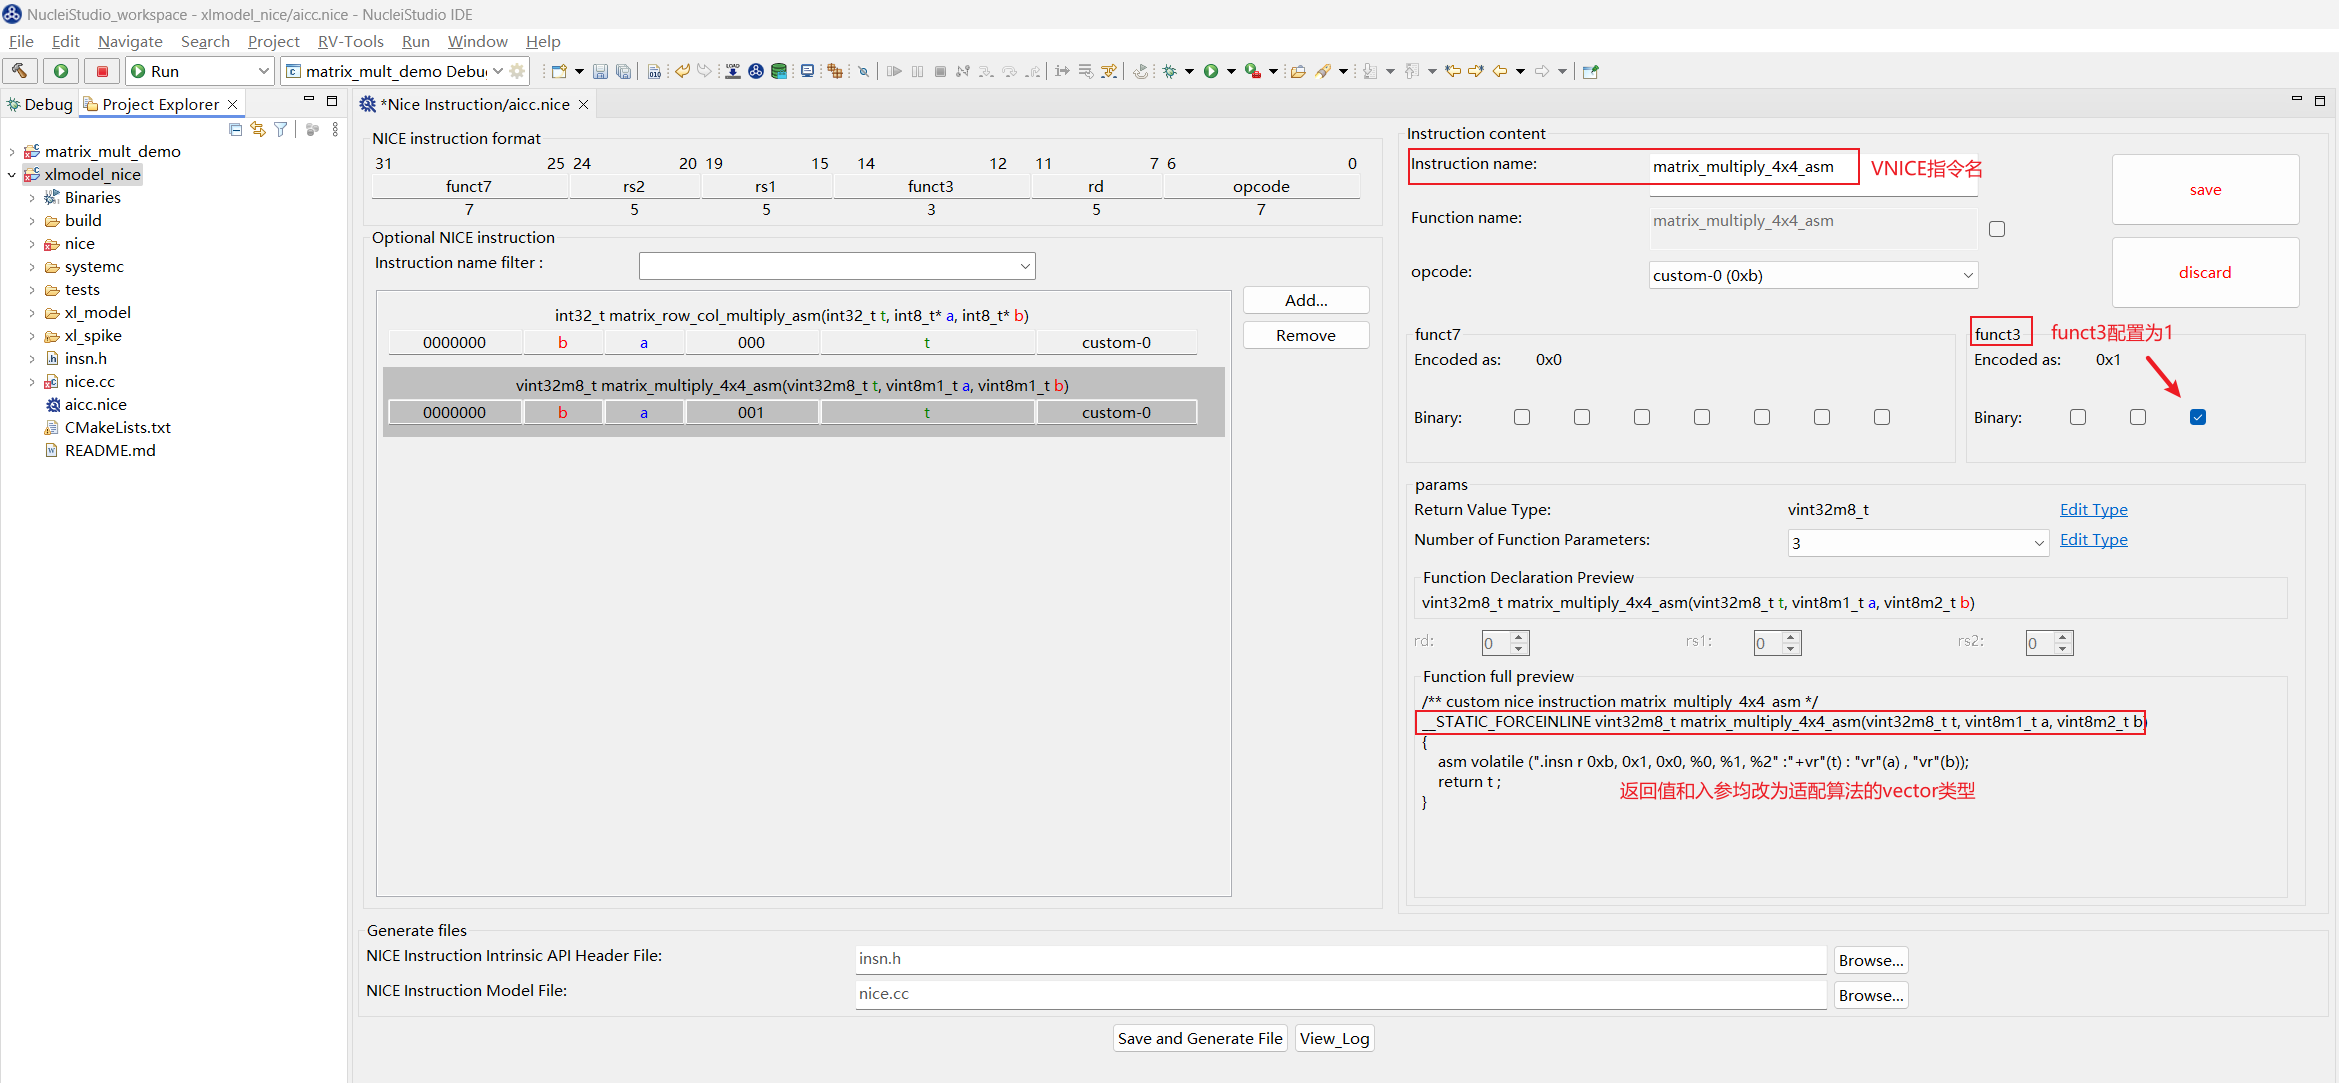 NucleiStudio_workspace - xlmodel_nice/aicc.nice - NucleiStudio IDE
File Edit Navigate Search Project RV-Tools Run Window Help
Run
matrix_mult_demo Debu
Debug
Project Explorer
matrix_mult_demo
xlmodel_nice
Binaries
build
nice
systemc
tests
xl_model
xl_spike
insn.h
nice.cc
aicc.nice
CMakeLists.txt
README.md
*Nice Instruction/aicc.nice
NICE instruction format
31 25 24 20 19 15 14 12 11 7 6 0
funct7 rs2 rs1 funct3 rd opcode
7 5 5 3 5 7
Optional NICE instruction
Instruction name filter :
int32_t matrix_row_col_multiply_asm(int32_t t, int8_t* a, int8_t* b)
0000000 b a 000 t custom-0
vint32m8_t matrix_multiply_4x4_asm(vint32m8_t t, vint8m1_t a, vint8m1_t b)
0000000 b a 001 t custom-0
Add...
Remove
Instruction content
Instruction name: matrix_multiply_4x4_asm VNICE指令名
Function name: matrix_multiply_4x4_asm
opcode: custom-0 (0xb)
save
discard
funct7
Encoded as: 0x0
Binary:
funct3 funct3配置为1
Encoded as: 0x1
Binary:
params
Return Value Type: vint32m8_t Edit Type
Number of Function Parameters: 3 Edit Type
Function Declaration Preview
vint32m8_t matrix_multiply_4x4_asm(vint32m8_t t, vint8m1_t a, vint8m2_t b)
rd: 0 rs1: 0 rs2: 0
Function full preview
/** custom nice instruction matrix_multiply_4x4_asm */
__STATIC_FORCEINLINE vint32m8_t matrix_multiply_4x4_asm(vint32m8_t t, vint8m1_t a, vint8m2_t b)
{
asm volatile (".insn r 0xb, 0x1, 0x0, %0, %1, %2" :"+vr"(t) : "vr"(a) , "vr"(b));
return t ;
返回值和入参均改为适配算法的vector类型
}
Generate files
NICE Instruction Intrinsic API Header File: insn.h Browse...
NICE Instruction Model File: nice.cc Browse...
Save and Generate File View_Log